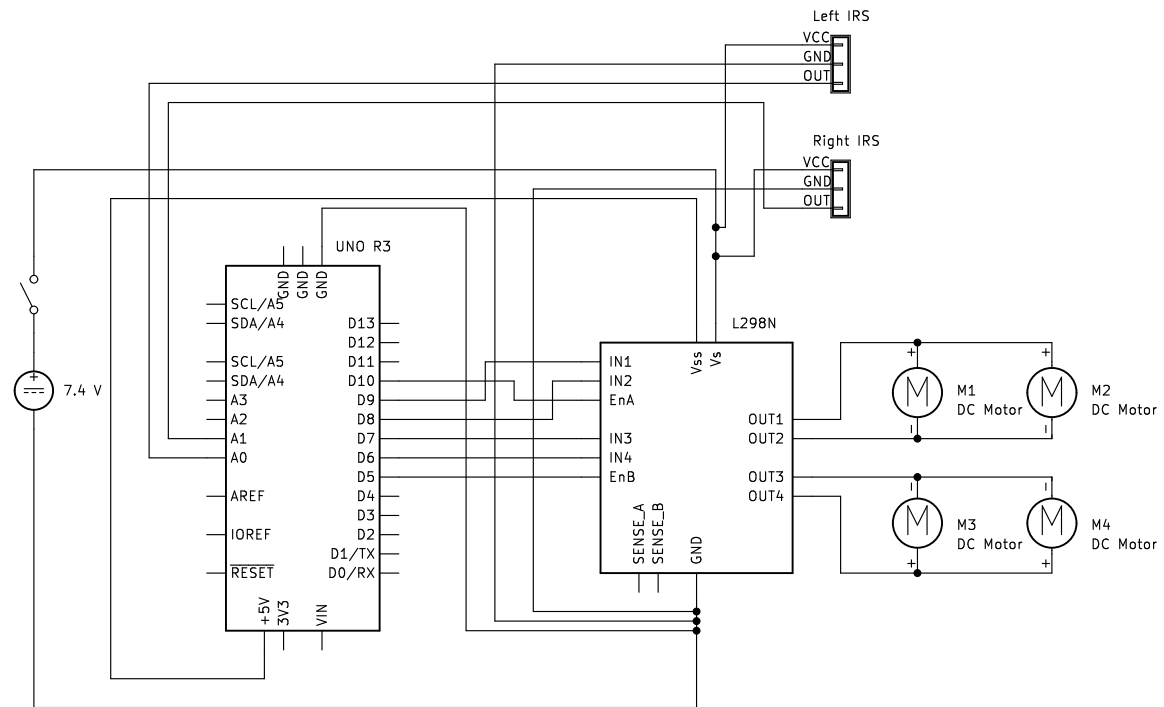 Left IRS
VCC
GND
OUT
Right IRS
VCC
GND
OUT
UNO R3
GND
GND
GND
SCL/A5
SDA/A4
SCL/A5
SDA/A4
A3
A2
A1
A0
AREF
IOREF
RESET
D13
D12
D11
D10
D9
D8
D7
D6
D5
D4
D3
D2
D1/TX
D0/RX
+5V
3V3
VIN
+
7.4 V
L298N
Vss
Vs
IN1
IN2
EnA
IN3
IN4
EnB
OUT1
OUT2
OUT3
OUT4
SENSE_A
SENSE_B
GND
+
M
M1
DC Motor
+
M
M2
DC Motor
M
M3
DC Motor
+
M
M4
DC Motor
+